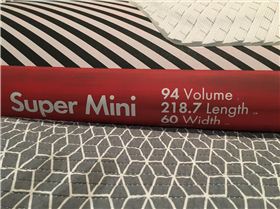 Super Mini
94 Volume
218.7 Length
60 Width